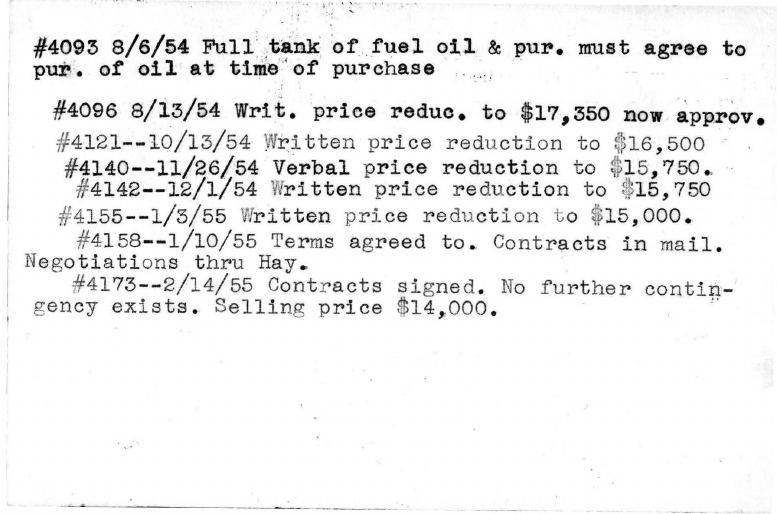 #4093 8/6/54 Full tank of fuel oil & pur. must agree to
pur. of oil at time of purchase
#4096 8/13/54 Writ. price reduc. to $17,350 now approv.
#4121--10/13/54 Written price reduction to $16,500
#4140--11/26/54 Verbal price reduction to $15,750.
#4142--12/1/54 Written price reduction to $15,750
#4155--1/3/55 Written price reduction to $15,000.
#4158--1/10/55 Terms agreed to. Contracts in mail.
Negotiations thru Hay.
#4173--2/14/55 Contracts signed. No further contin-
gency exists. Selling price $14,000.